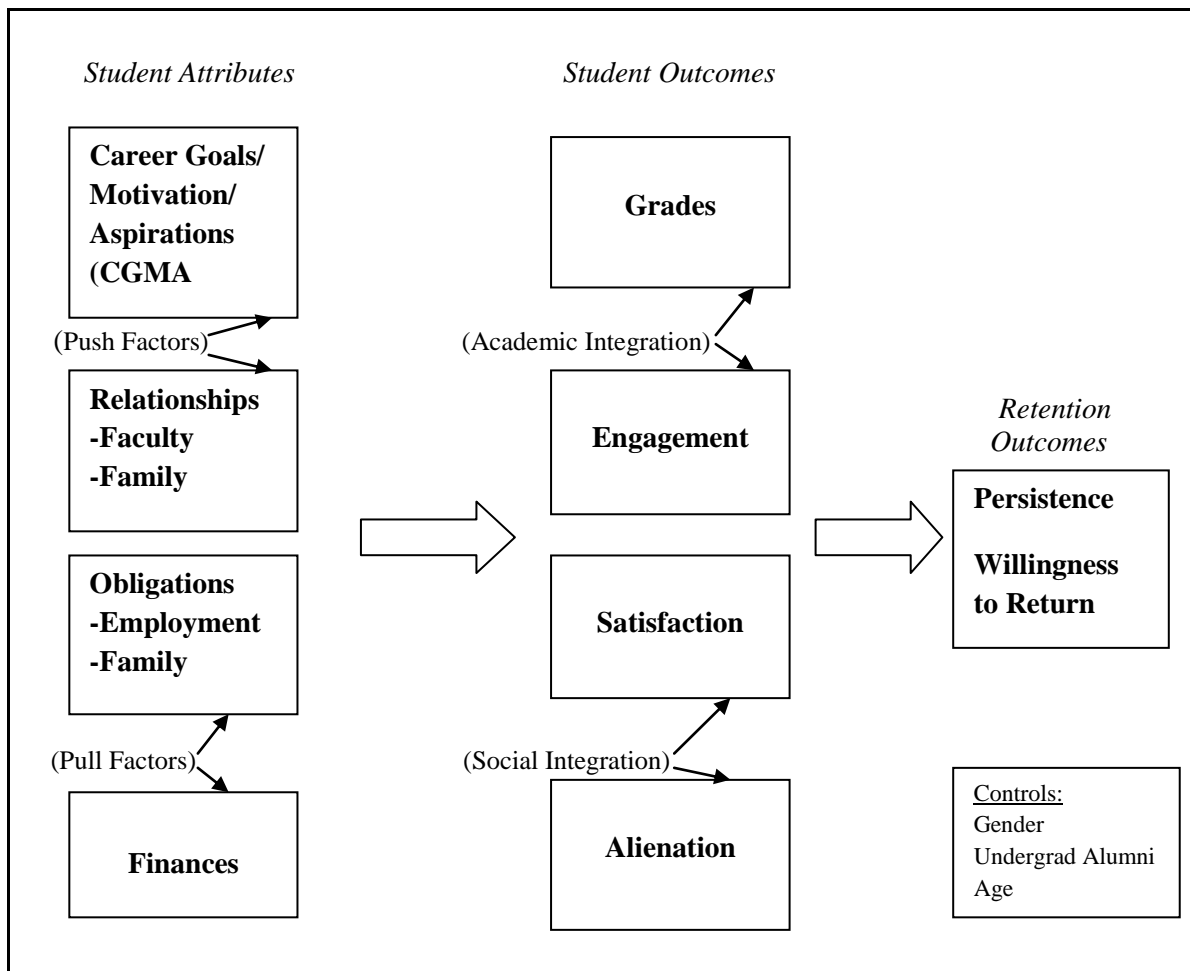 Student Attributes
Career Goals/
Motivation/
Aspirations
(CGMA
(Push Factors)
Relationships
-Faculty
-Family
Obligations
-Employment
-Family
(Pull Factors)
Finances
Student Outcomes
Grades
(Academic Integration)
Engagement
Satisfaction
(Social Integration)
Alienation
Retention
Outcomes
Persistence
Willingness
to Return
Controls:
Gender
Undergrad Alumni
Age